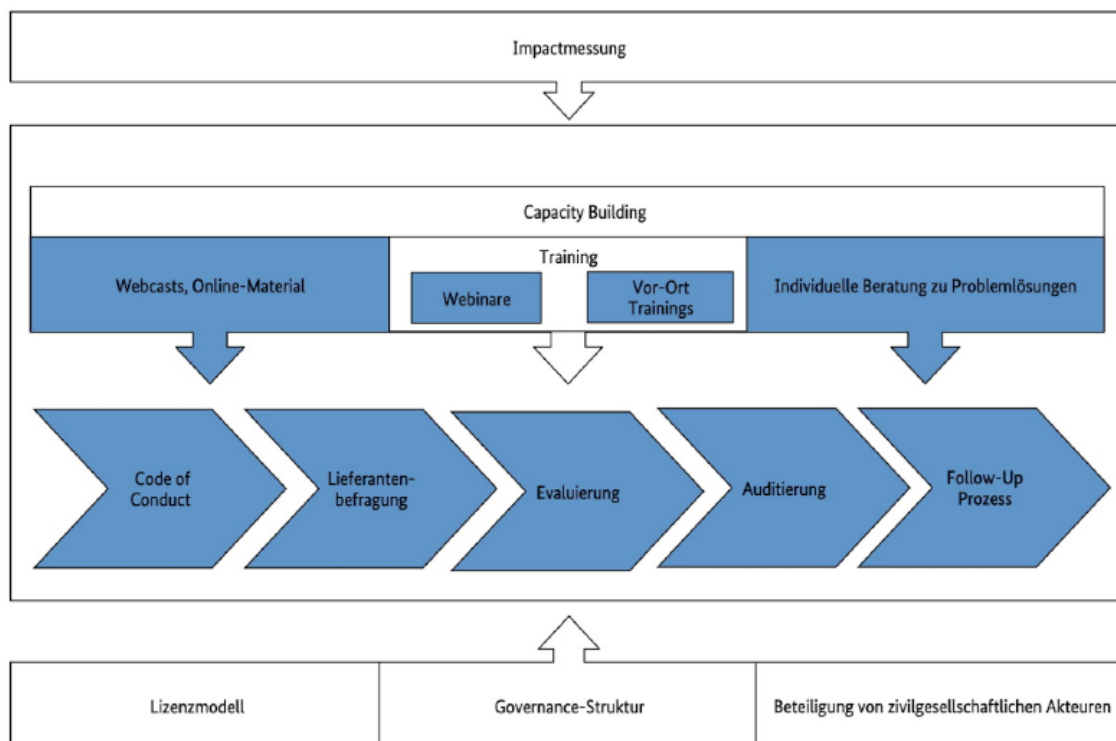 Impactmessung
Capacity Building
Webcasts, Online-Material
Training
Webinare
Vor-Ort
Trainings
Individuelle Beratung zu Problemlösungen
Code of
Conduct
Lieferanten-
befragung
Evaluierung
Auditierung
Follow-Up
Prozess
Lizenzmodell
Governance-Struktur
Beteiligung von zivilgesellschaftlichen Akteuren